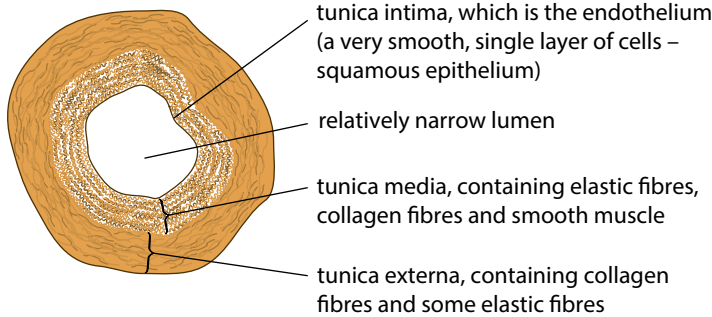 tunica intima, which is the endothelium
(a very smooth, single layer of cells –
squamous epithelium)
relatively narrow lumen
tunica media, containing elastic fibres,
collagen fibres and smooth muscle
tunica externa, containing collagen
fibres and some elastic fibres